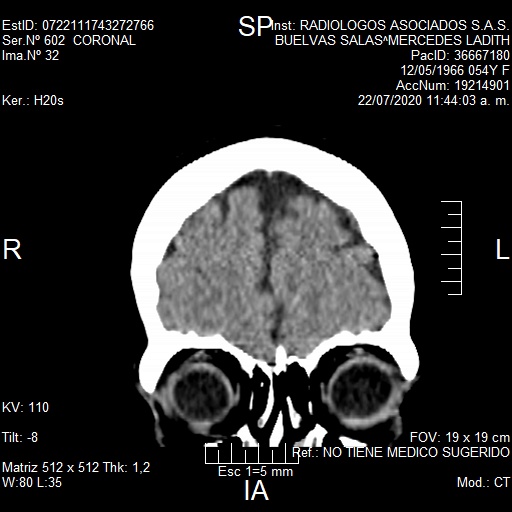 EstID: 0722111743272766
Ser.Nº 602 CORONAL
Ima.Nº 32
Ker.: H20s
SP
Inst: RADIOLOGOS ASOCIADOS S.A.S.
BUELVAS SALAS^MERCEDES LADITH
PacID: 36667180
12/05/1966 054Y F
AccNum: 19214901
22/07/2020 11:44:03 a. m.
R
L
KV: 110
Tilt: -8
Matriz 512 x 512 Thk: 1,2
W:80 L:35
Esc 1=5 mm
IA
FOV: 19 x 19 cm
Ref.: NO TIENE MEDICO SUGERIDO
Mod.: CT